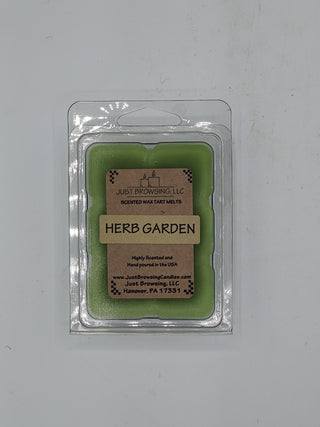 JUST BROWSING, LLC
SCENTED WAX TART MELTS
HERB GARDEN
Highly Scented and
Hand poured in the USA
www.JustBrowsingCandles.com
Just Browsing, LLC
Hanover, PA 17331